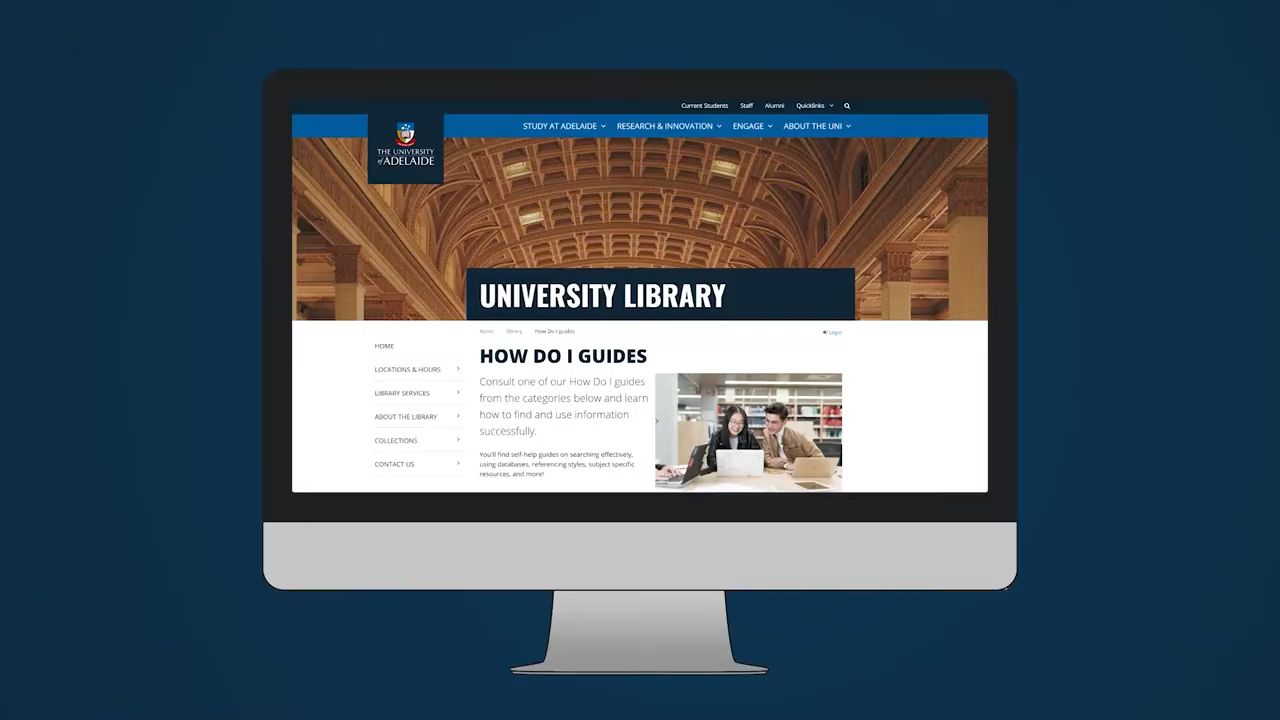 Current Students Staff Alumni Quicklinks
THE UNIVERSITY
of ADELAIDE
STUDY AT ADELAIDE RESEARCH & INNOVATION ENGAGE ABOUT THE UNI
UNIVERSITY LIBRARY
home library How Do I guides
Login
HOME
LOCATIONS & HOURS
LIBRARY SERVICES
ABOUT THE LIBRARY
COLLECTIONS
CONTACT US
HOW DO I GUIDES
Consult one of our How Do I guides
from the categories below and learn
how to find and use information
successfully.
You'll find self-help guides on searching effectively,
using databases, referencing styles, subject specific
resources, and more!